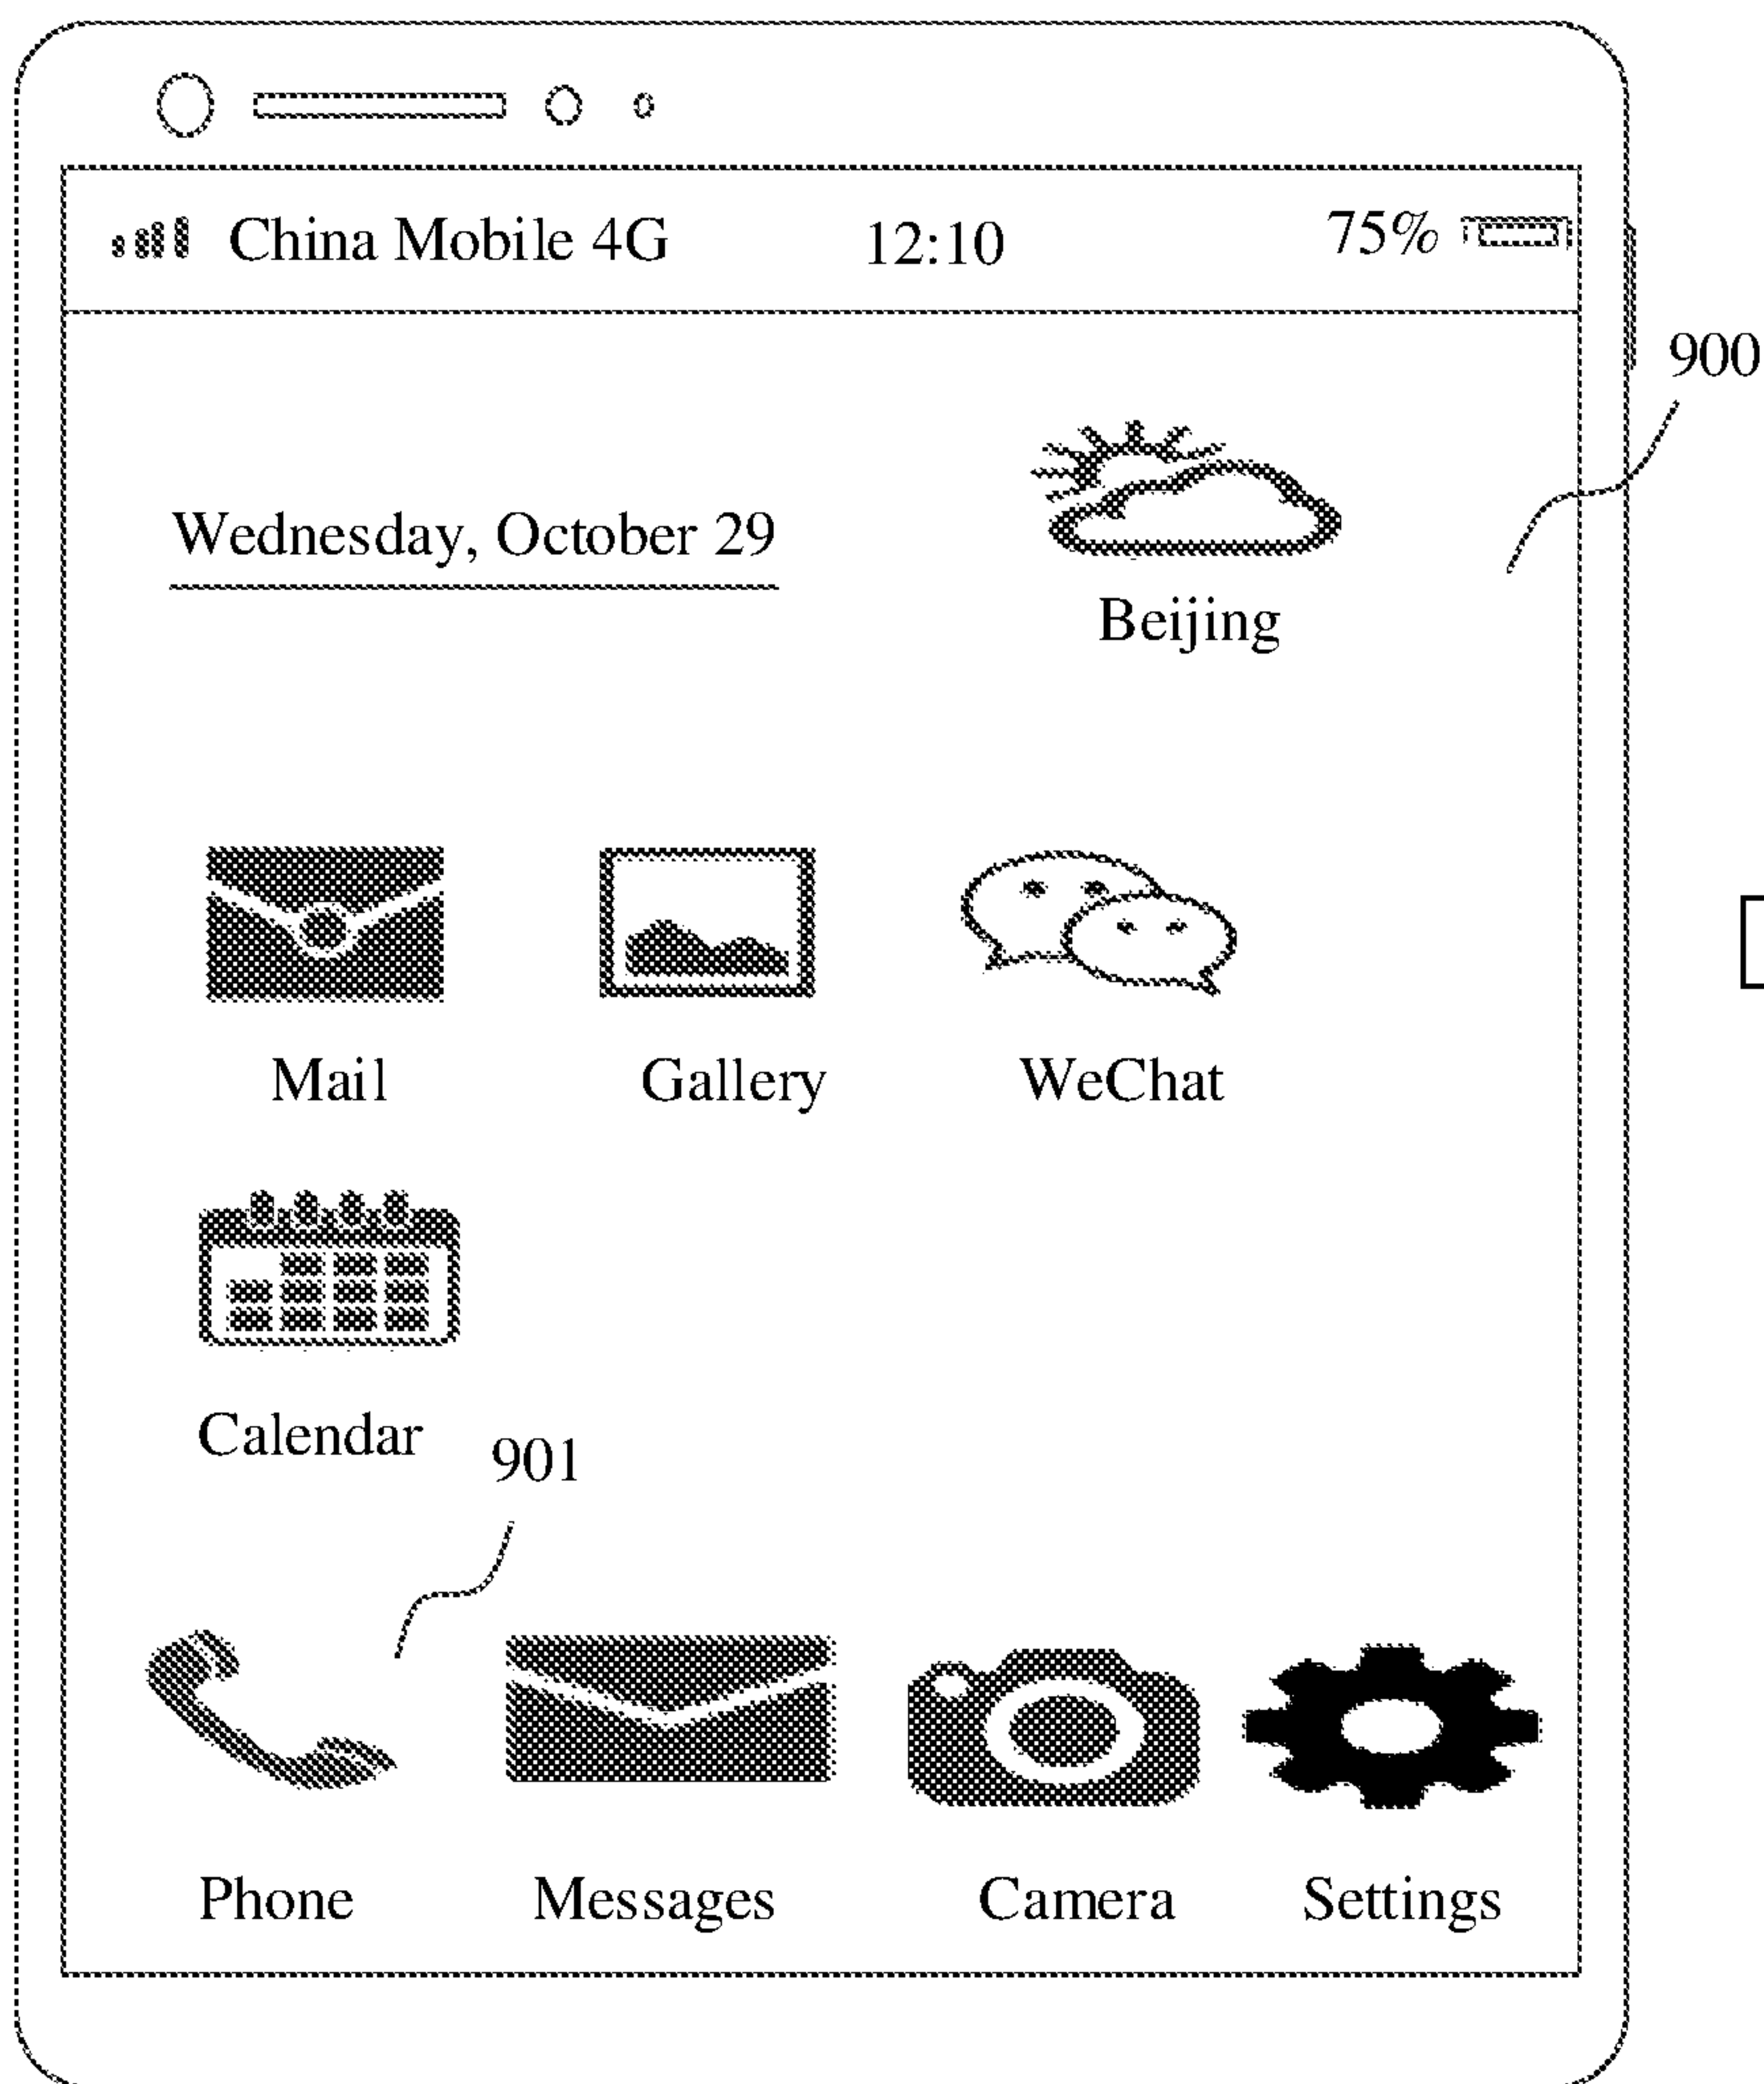 China Mobile 4G 12:10 75%
900
Wednesday, October 29
Beijing
Mail Gallery WeChat
Calendar
901
Phone Messages Camera Settings